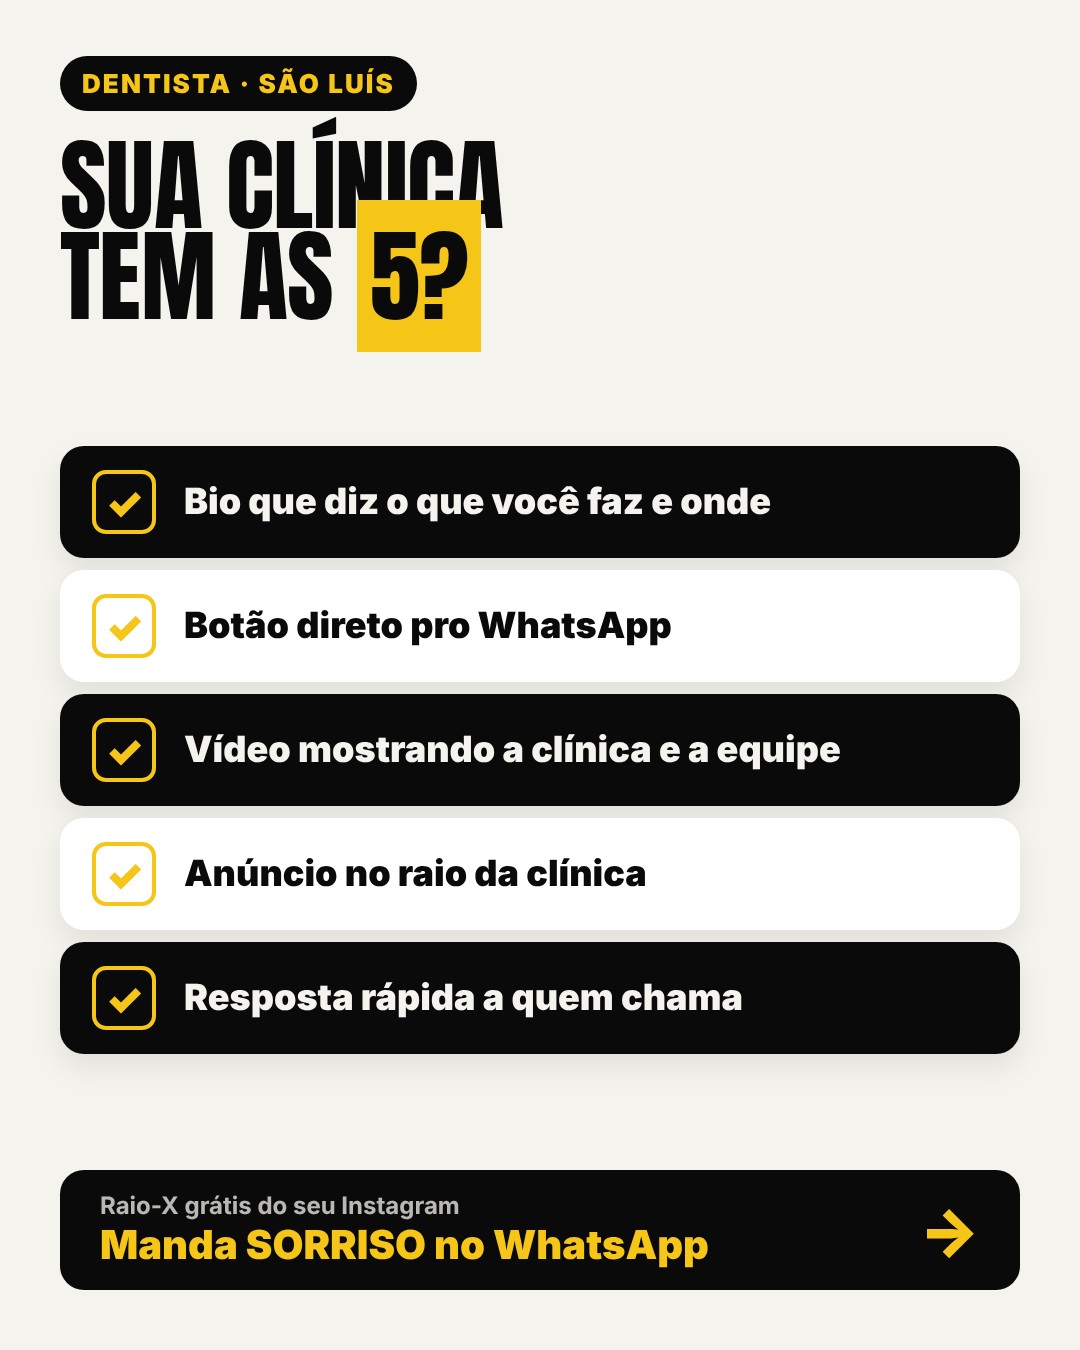 DENTISTA · SÃO LUÍS
SUA CLÍNICA
TEM AS 5?
Bio que diz o que você faz e onde
Botão direto pro WhatsApp
Vídeo mostrando a clínica e a equipe
Anúncio no raio da clínica
Resposta rápida a quem chama
Raio-X grátis do seu Instagram
Manda SORRISO no WhatsApp